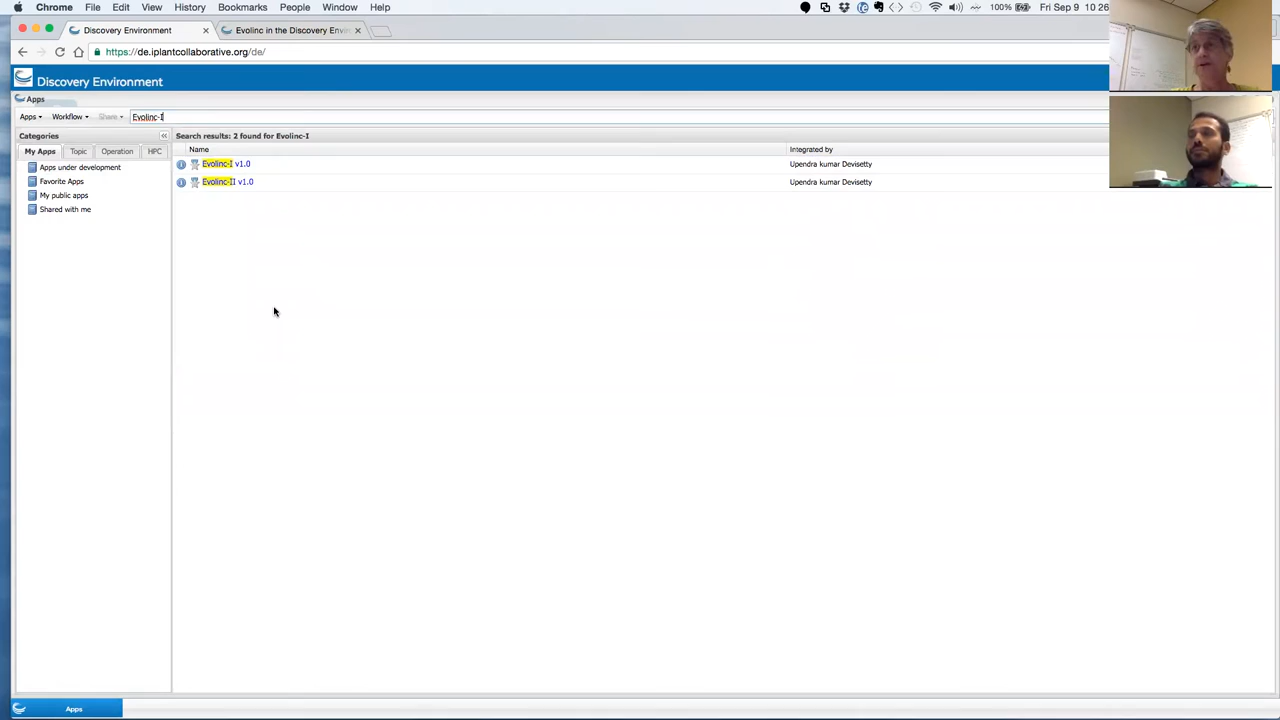 Chrome File Edit View History Bookmarks People Window Help 100% Fri Sep 9 10 26
Discovery Environment × Evolinc in the Discovery Env ×
https://de.iplantcollaborative.org/de/
Discovery Environment
Apps
Apps Workflow Share Evolinc-I
Categories Search results: 2 found for Evolinc-I
My Apps Topic Operation HPC Name Integrated by
Apps under development Evolinc-I v1.0 Upendra kumar Devisetty
Favorite Apps Evolinc-II v1.0 Upendra kumar Devisetty
My public apps
Shared with me
Apps